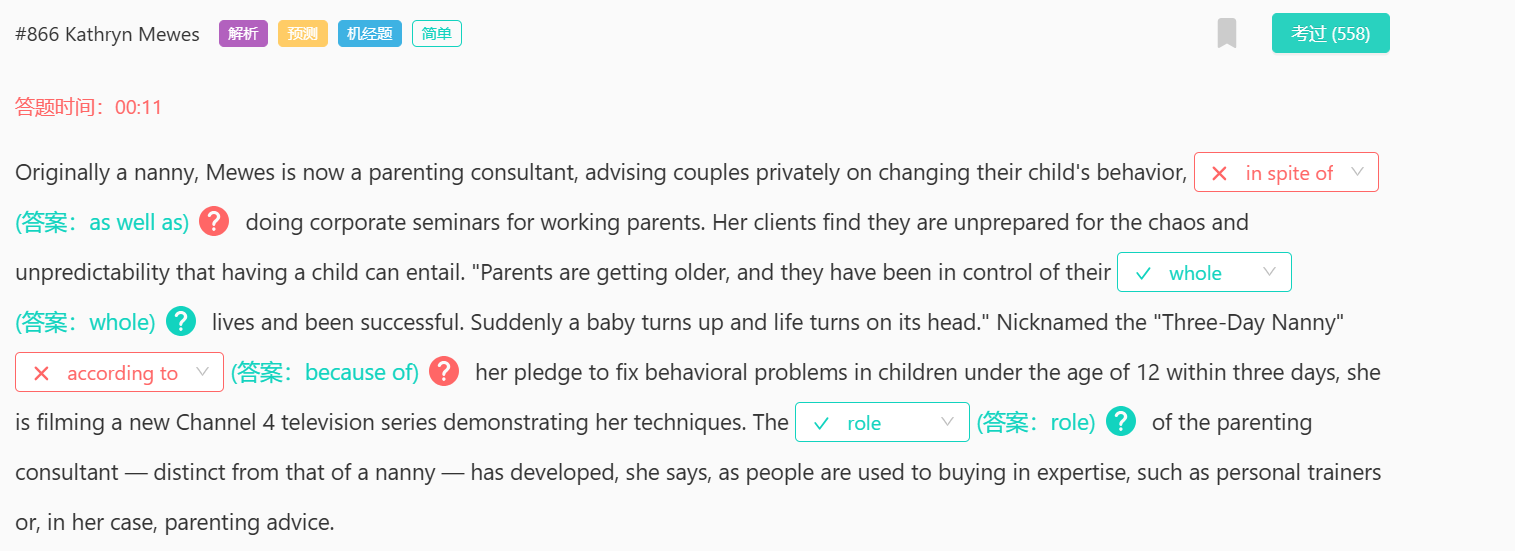 #866 Kathryn Mewes 解析 预测 机经题 简单 考过 (558)
答题时间：00:11
Originally a nanny, Mewes is now a parenting consultant, advising couples privately on changing their child's behavior, in spite of
(答案：as well as) ? doing corporate seminars for working parents. Her clients find they are unprepared for the chaos and
unpredictability that having a child can entail. "Parents are getting older, and they have been in control of their whole
(答案：whole) ? lives and been successful. Suddenly a baby turns up and life turns on its head." Nicknamed the "Three-Day Nanny"
according to (答案：because of) ? her pledge to fix behavioral problems in children under the age of 12 within three days, she
is filming a new Channel 4 television series demonstrating her techniques. The role (答案：role) ? of the parenting
consultant — distinct from that of a nanny — has developed, she says, as people are used to buying in expertise, such as personal trainers
or, in her case, parenting advice.